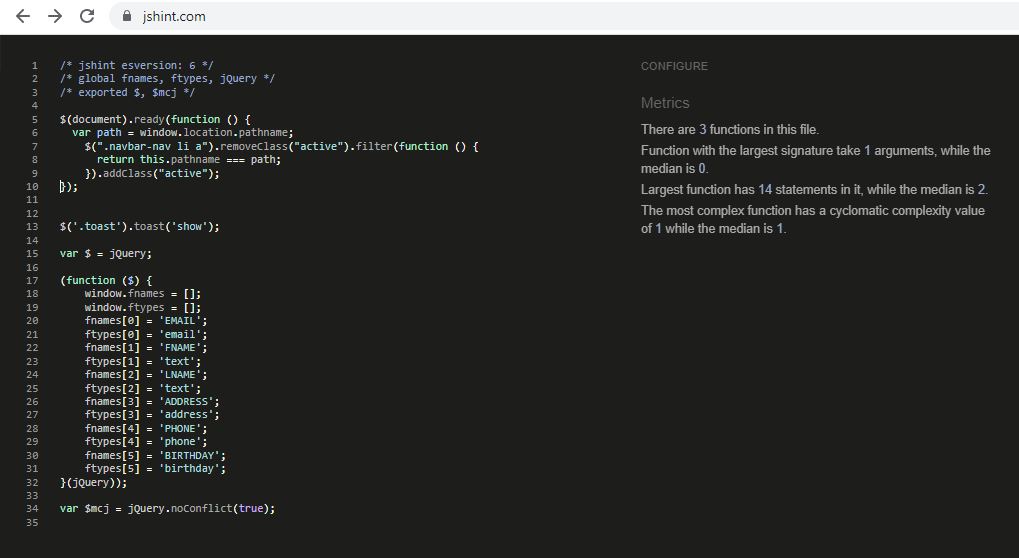 jshint.com
1 /* jshint esversion: 6 */
2 /* global fnames, ftypes, jQuery */
3 /* exported $, $mcj */
4
5 $(document).ready(function () {
6   var path = window.location.pathname;
7     $(".navbar-nav li a").removeClass("active").filter(function () {
8       return this.pathname === path;
9     }).addClass("active");
10 });
11
12
13 $('.toast').toast('show');
14
15 var $ = jQuery;
16
17 (function ($) {
18     window.fnames = [];
19     window.ftypes = [];
20     fnames[0] = 'EMAIL';
21     ftypes[0] = 'email';
22     fnames[1] = 'FNAME';
23     ftypes[1] = 'text';
24     fnames[2] = 'LNAME';
25     ftypes[2] = 'text';
26     fnames[3] = 'ADDRESS';
27     ftypes[3] = 'address';
28     fnames[4] = 'PHONE';
29     ftypes[4] = 'phone';
30     fnames[5] = 'BIRTHDAY';
31     ftypes[5] = 'birthday';
32 }(jQuery));
33
34 var $mcj = jQuery.noConflict(true);
35
CONFIGURE
Metrics
There are 3 functions in this file.
Function with the largest signature take 1 arguments, while the
median is 0.
Largest function has 14 statements in it, while the median is 2.
The most complex function has a cyclomatic complexity value
of 1 while the median is 1.